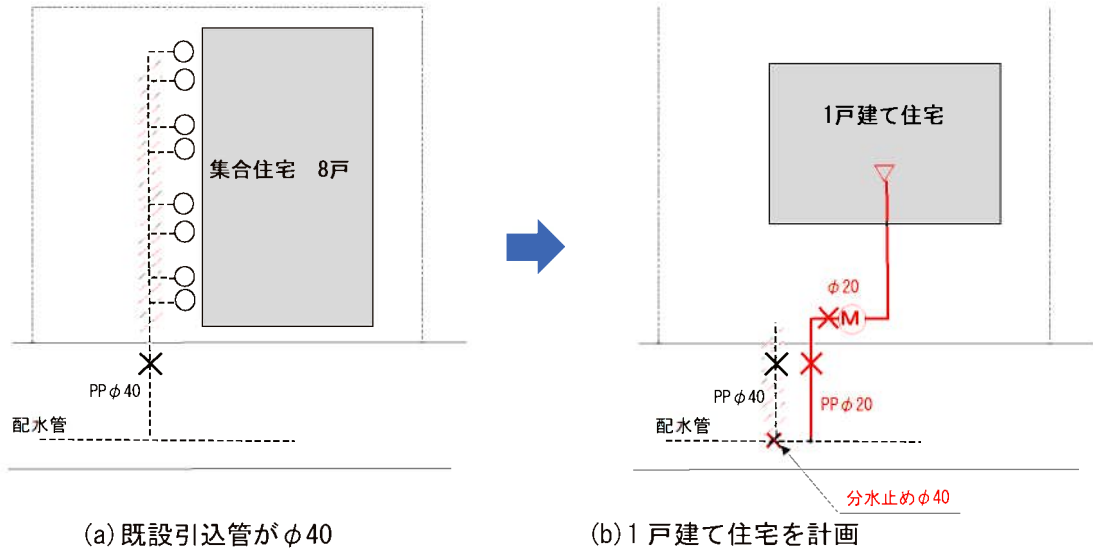 集合住宅　8戸
PPφ40
配水管
(a)既設引込管がφ40
1戸建て住宅
φ20
M
PPφ40
PPφ20
配水管
分水止めφ40
(b)1戸建て住宅を計画